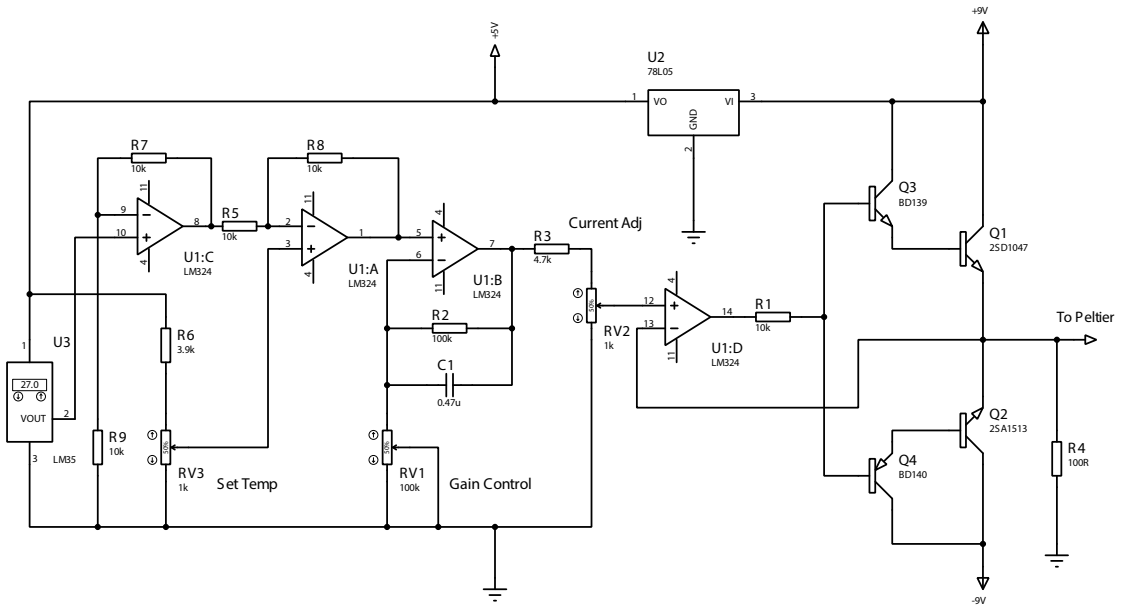 +9V
+5V
U2
78L05
1 VO VI 3
GND
2
R7
10k
R8
10k
11
9
10
8
4
U1:C
LM324
R5
10k
11
2
3
1
4
U1:A
LM324
4
5
6
7
11
U1:B
LM324
R3
4.7k
Current Adj
50%
RV2
1k
Q3
BD139
Q1
2SD1047
R2
100k
C1
0.47u
4
12
13
14
11
U1:D
LM324
R1
10k
To Peltier
1
U3
27.0
VOUT 2
3
LM35
R6
3.9k
R9
10k
50%
RV3
1k
Set Temp
50%
RV1
100k
Gain Control
Q4
BD140
Q2
2SA1513
R4
100R
-9V